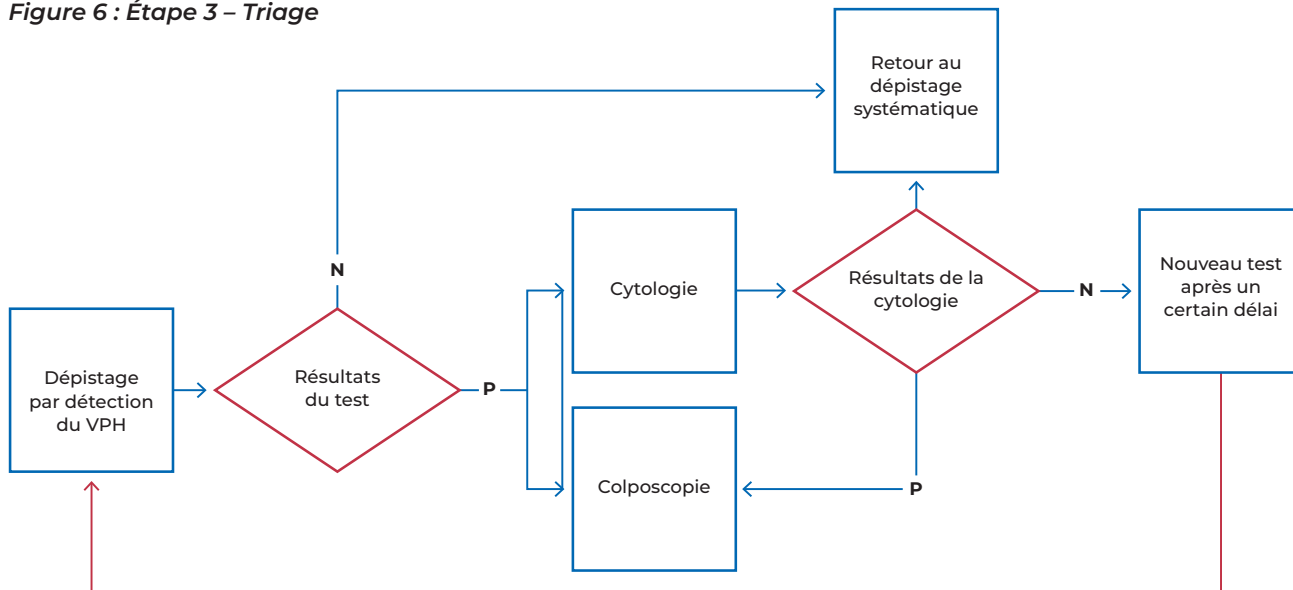 Figure 6 : Étape 3 – Triage
Retour au
dépistage
systématique
N
Cytologie
Résultats de la
cytologie
N
Nouveau test
après un
certain délai
Dépistage
par détection
du VPH
Résultats
du test
P
Colposcopie
P